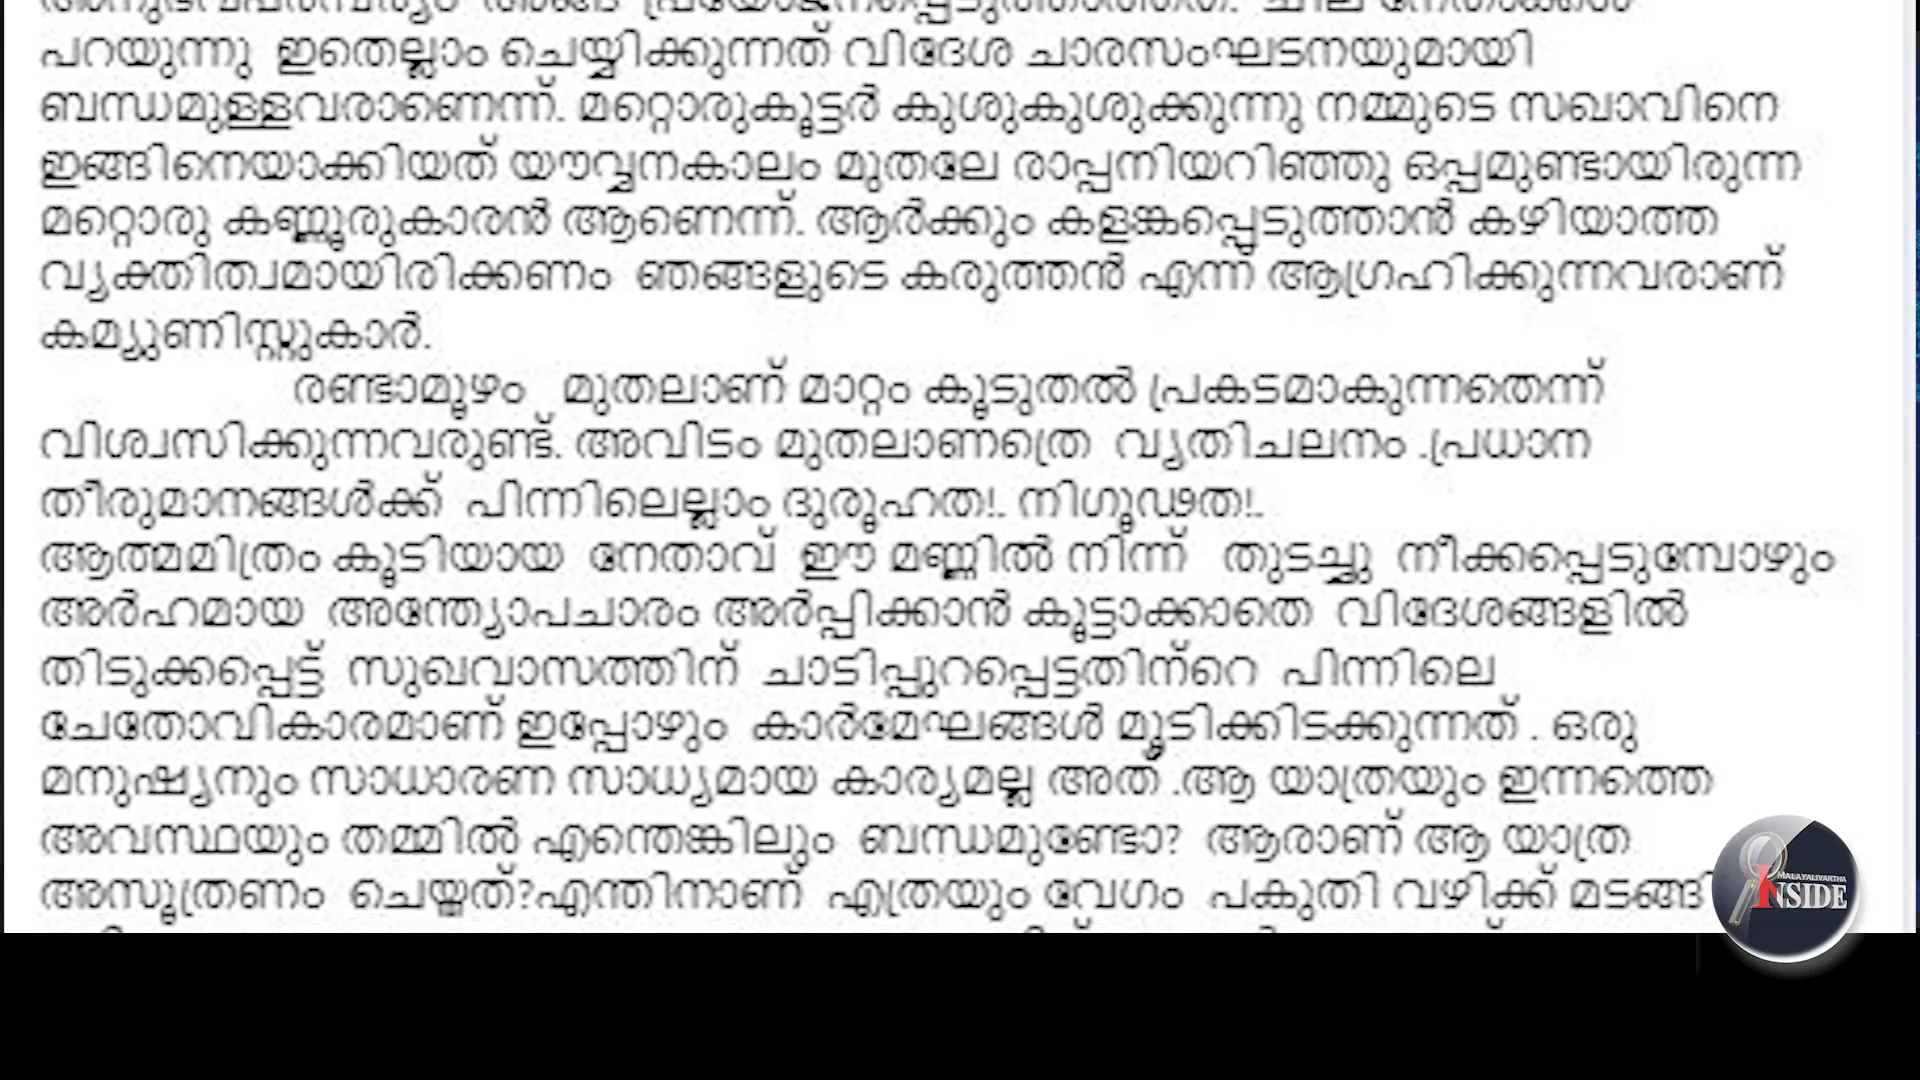 പറയുന്നു ഇതെല്ലാം ചെയ്യിക്കുന്നത് വിദേശ ചാരസംഘടനയുമായി
ബന്ധമുള്ളവരാണെന്ന്. മറ്റൊരുകൂട്ടർ കുശുകുശുക്കുന്നു നമ്മുടെ സഖാവിനെ
ഇങ്ങിനെയാക്കിയത് യൗവ്വനകാലം മുതലേ രാപ്പനിയറിഞ്ഞു ഒപ്പമുണ്ടായിരുന്ന
മറ്റൊരു കണ്ണൂരുകാരൻ ആണെന്ന്. ആർക്കും കളങ്കപ്പെടുത്താൻ കഴിയാത്ത
വ്യക്തിത്വമായിരിക്കണം ഞങ്ങളുടെ കരുത്തൻ എന്ന് ആഗ്രഹിക്കുന്നവരാണ്
കമ്യുണിസ്റ്റുകാർ.
രണ്ടാമൂഴം മുതലാണ് മാറ്റം കൂടുതൽ പ്രകടമാകുന്നതെന്ന്
വിശ്വസിക്കുന്നവരുണ്ട്. അവിടം മുതലാണത്രെ വൃതിചലനം .പ്രധാന
തീരുമാനങ്ങൾക്ക് പിന്നിലെല്ലാം ദുരൂഹത!. നിഗൂഢത!.
ആത്മമിത്രം കൂടിയായ നേതാവ് ഈ മണ്ണിൽ നിന്ന് തുടച്ചു നീക്കപ്പെടുമ്പോഴും
അർഹമായ അന്ത്യോപചാരം അർപ്പിക്കാൻ കൂട്ടാക്കാതെ വിദേശങ്ങളിൽ
തിടുക്കപ്പെട്ട് സുഖവാസത്തിന് ചാടിപ്പുറപ്പെട്ടതിന്റെ പിന്നിലെ
ചേതോവികാരമാണ് ഇപ്പോഴും കാർമേഘങ്ങൾ മൂടിക്കിടക്കുന്നത് . ഒരു
മനുഷ്യനും സാധാരണ സാധ്യമായ കാര്യമല്ല അത് .ആ യാത്രയും ഇന്നത്തെ
അവസ്ഥയും തമ്മിൽ എന്തെങ്കിലും ബന്ധമുണ്ടോ? ആരാണ് ആ യാത്ര
അസൂത്രണം ചെയ്തത്?എന്തിനാണ് എത്രയും വേഗം പകുതി വഴിക്ക് മടങ്ങി
MALAYALIVARTHA
INSIDE